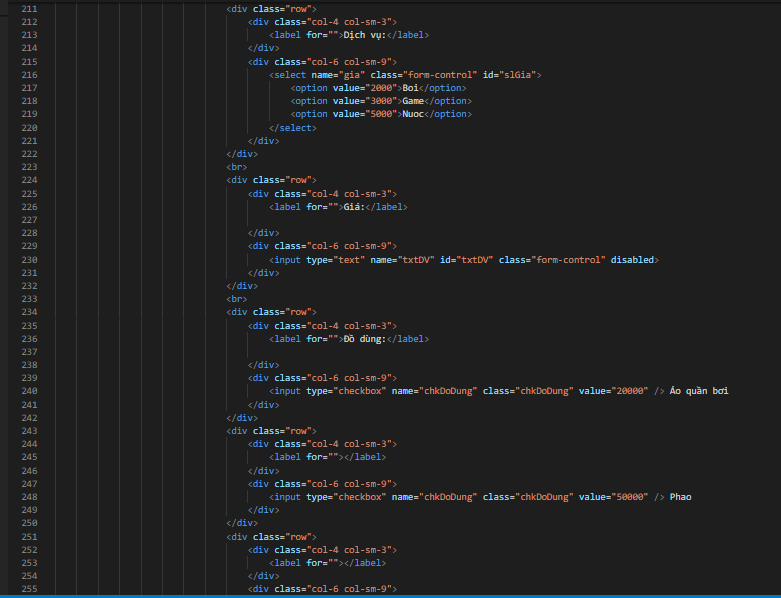 211 <div class="row">
212 <div class="col-4 col-sm-3">
213 <label for="">Dịch vụ:</label>
214 </div>
215 <div class="col-6 col-sm-9">
216 <select name="gia" class="form-control" id="slGia">
217 <option value="2000">Boi</option>
218 <option value="3000">Game</option>
219 <option value="5000">Nuoc</option>
220 </select>
221 </div>
222 </div>
223 <br>
224 <div class="row">
225 <div class="col-4 col-sm-3">
226 <label for="">Giá:</label>
227
228 </div>
229 <div class="col-6 col-sm-9">
230 <input type="text" name="txtDV" id="txtDV" class="form-control" disabled>
231 </div>
232 </div>
233 <br>
234 <div class="row">
235 <div class="col-4 col-sm-3">
236 <label for="">Đồ dùng:</label>
237
238 </div>
239 <div class="col-6 col-sm-9">
240 <input type="checkbox" name="chkDoDung" class="chkDoDung" value="20000" /> Áo quần bơi
241 </div>
242 </div>
243 <div class="row">
244 <div class="col-4 col-sm-3">
245 <label for=""></label>
246 </div>
247 <div class="col-6 col-sm-9">
248 <input type="checkbox" name="chkDoDung" class="chkDoDung" value="50000" /> Phao
249 </div>
250 </div>
251 <div class="row">
252 <div class="col-4 col-sm-3">
253 <label for=""></label>
254 </div>
255 <div class="col-6 col-sm-9">